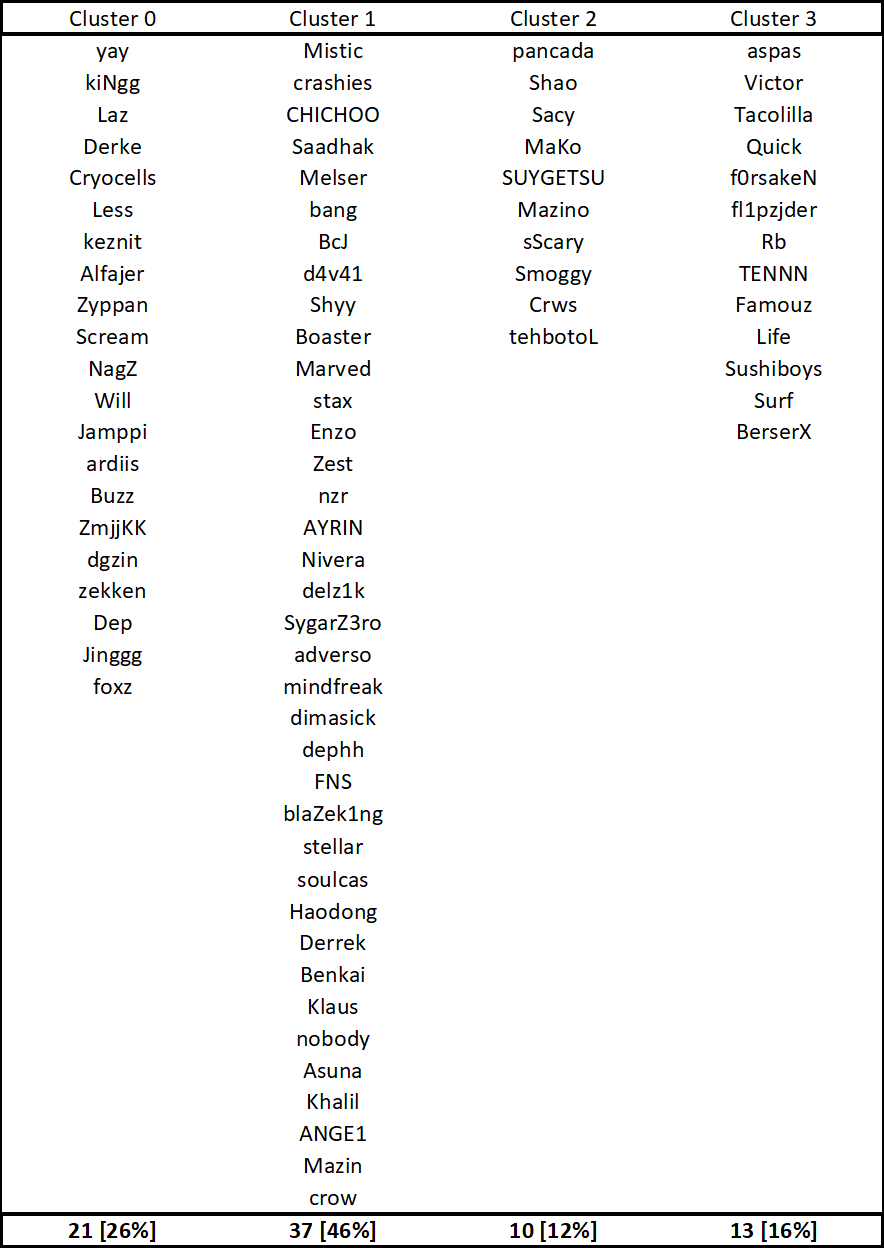 Cluster 0 Cluster 1 Cluster 2 Cluster 3
yay Mistic pancada aspas
kiNgg crashies Shao Victor
Laz CHICHOO Sacy Tacolilla
Derke Saadhak MaKo Quick
Cryocells Melser SUYGETSU f0rsakeN
Less bang Mazino fl1pzjder
keznit BcJ sScary Rb
Alfajer d4v41 Smoggy TENNN
Zyppan Shyy Crws Famouz
Scream Boaster tehbotoL Life
NagZ Marved Sushiboys
Will stax Surf
Jamppi Enzo BerserX
ardiis Zest
Buzz nzr
ZmjjKK AYRIN
dgzin Nivera
zekken delz1k
Dep SygarZ3ro
Jinggg adverso
foxz mindfreak
dimasick
dephh
FNS
blaZek1ng
stellar
soulcas
Haodong
Derrek
Benkai
Klaus
nobody
Asuna
Khalil
ANGE1
Mazin
crow
21 [26%] 37 [46%] 10 [12%] 13 [16%]